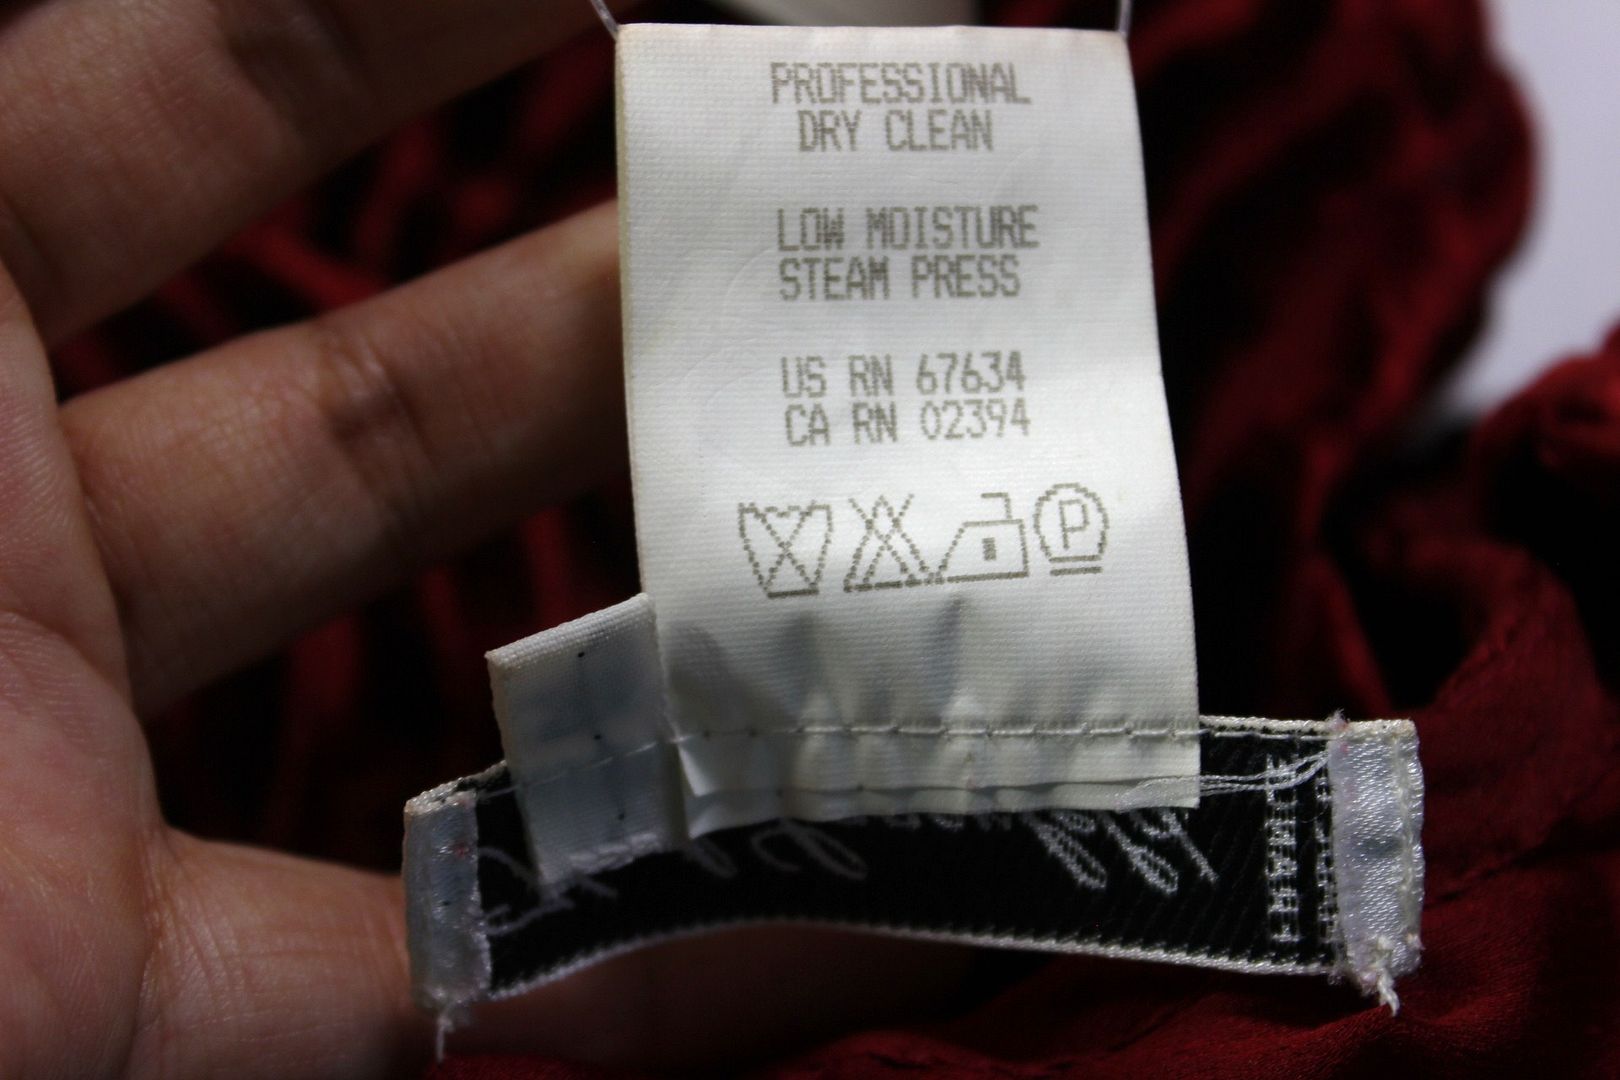 PROFESSIONAL
DRY CLEAN
LOW MOISTURE
STEAM PRESS
US RN 67634
CA RN 02394
P